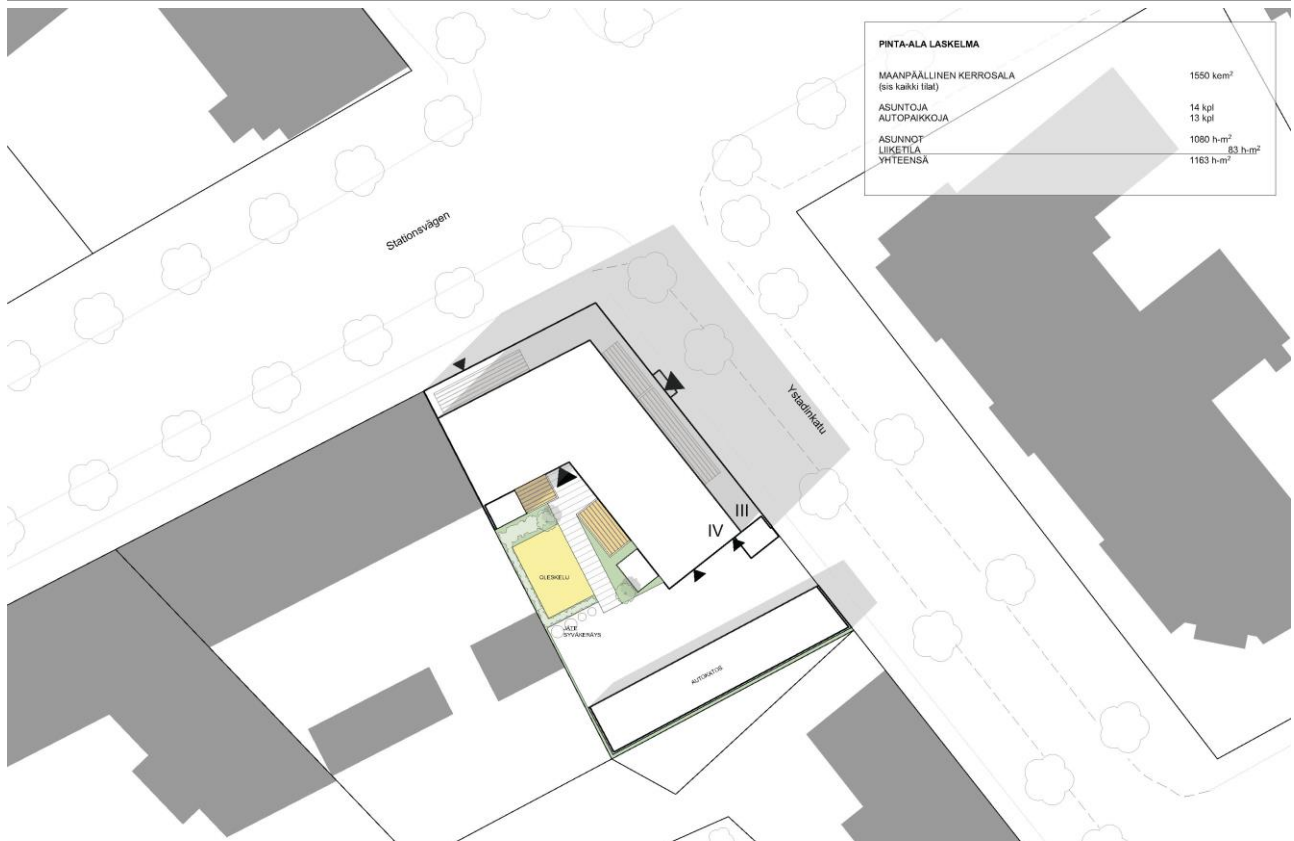 PINTA-ALA LASKELMA
MAANPÄÄLLINEN KERROSALA 1550 kem²
(sis kaikki tilat)
ASUNTOJA 14 kpl
AUTOPAIKKOJA 13 kpl
ASUNNOT 1080 h-m²
LIIKETILA 83 h-m²
YHTEENSÄ 1163 h-m²
Stationsvägen
Ystadinkatu
III
IV
OLESKELU
JÄTE
SYVÄKERÄYS
AUTOKATOS